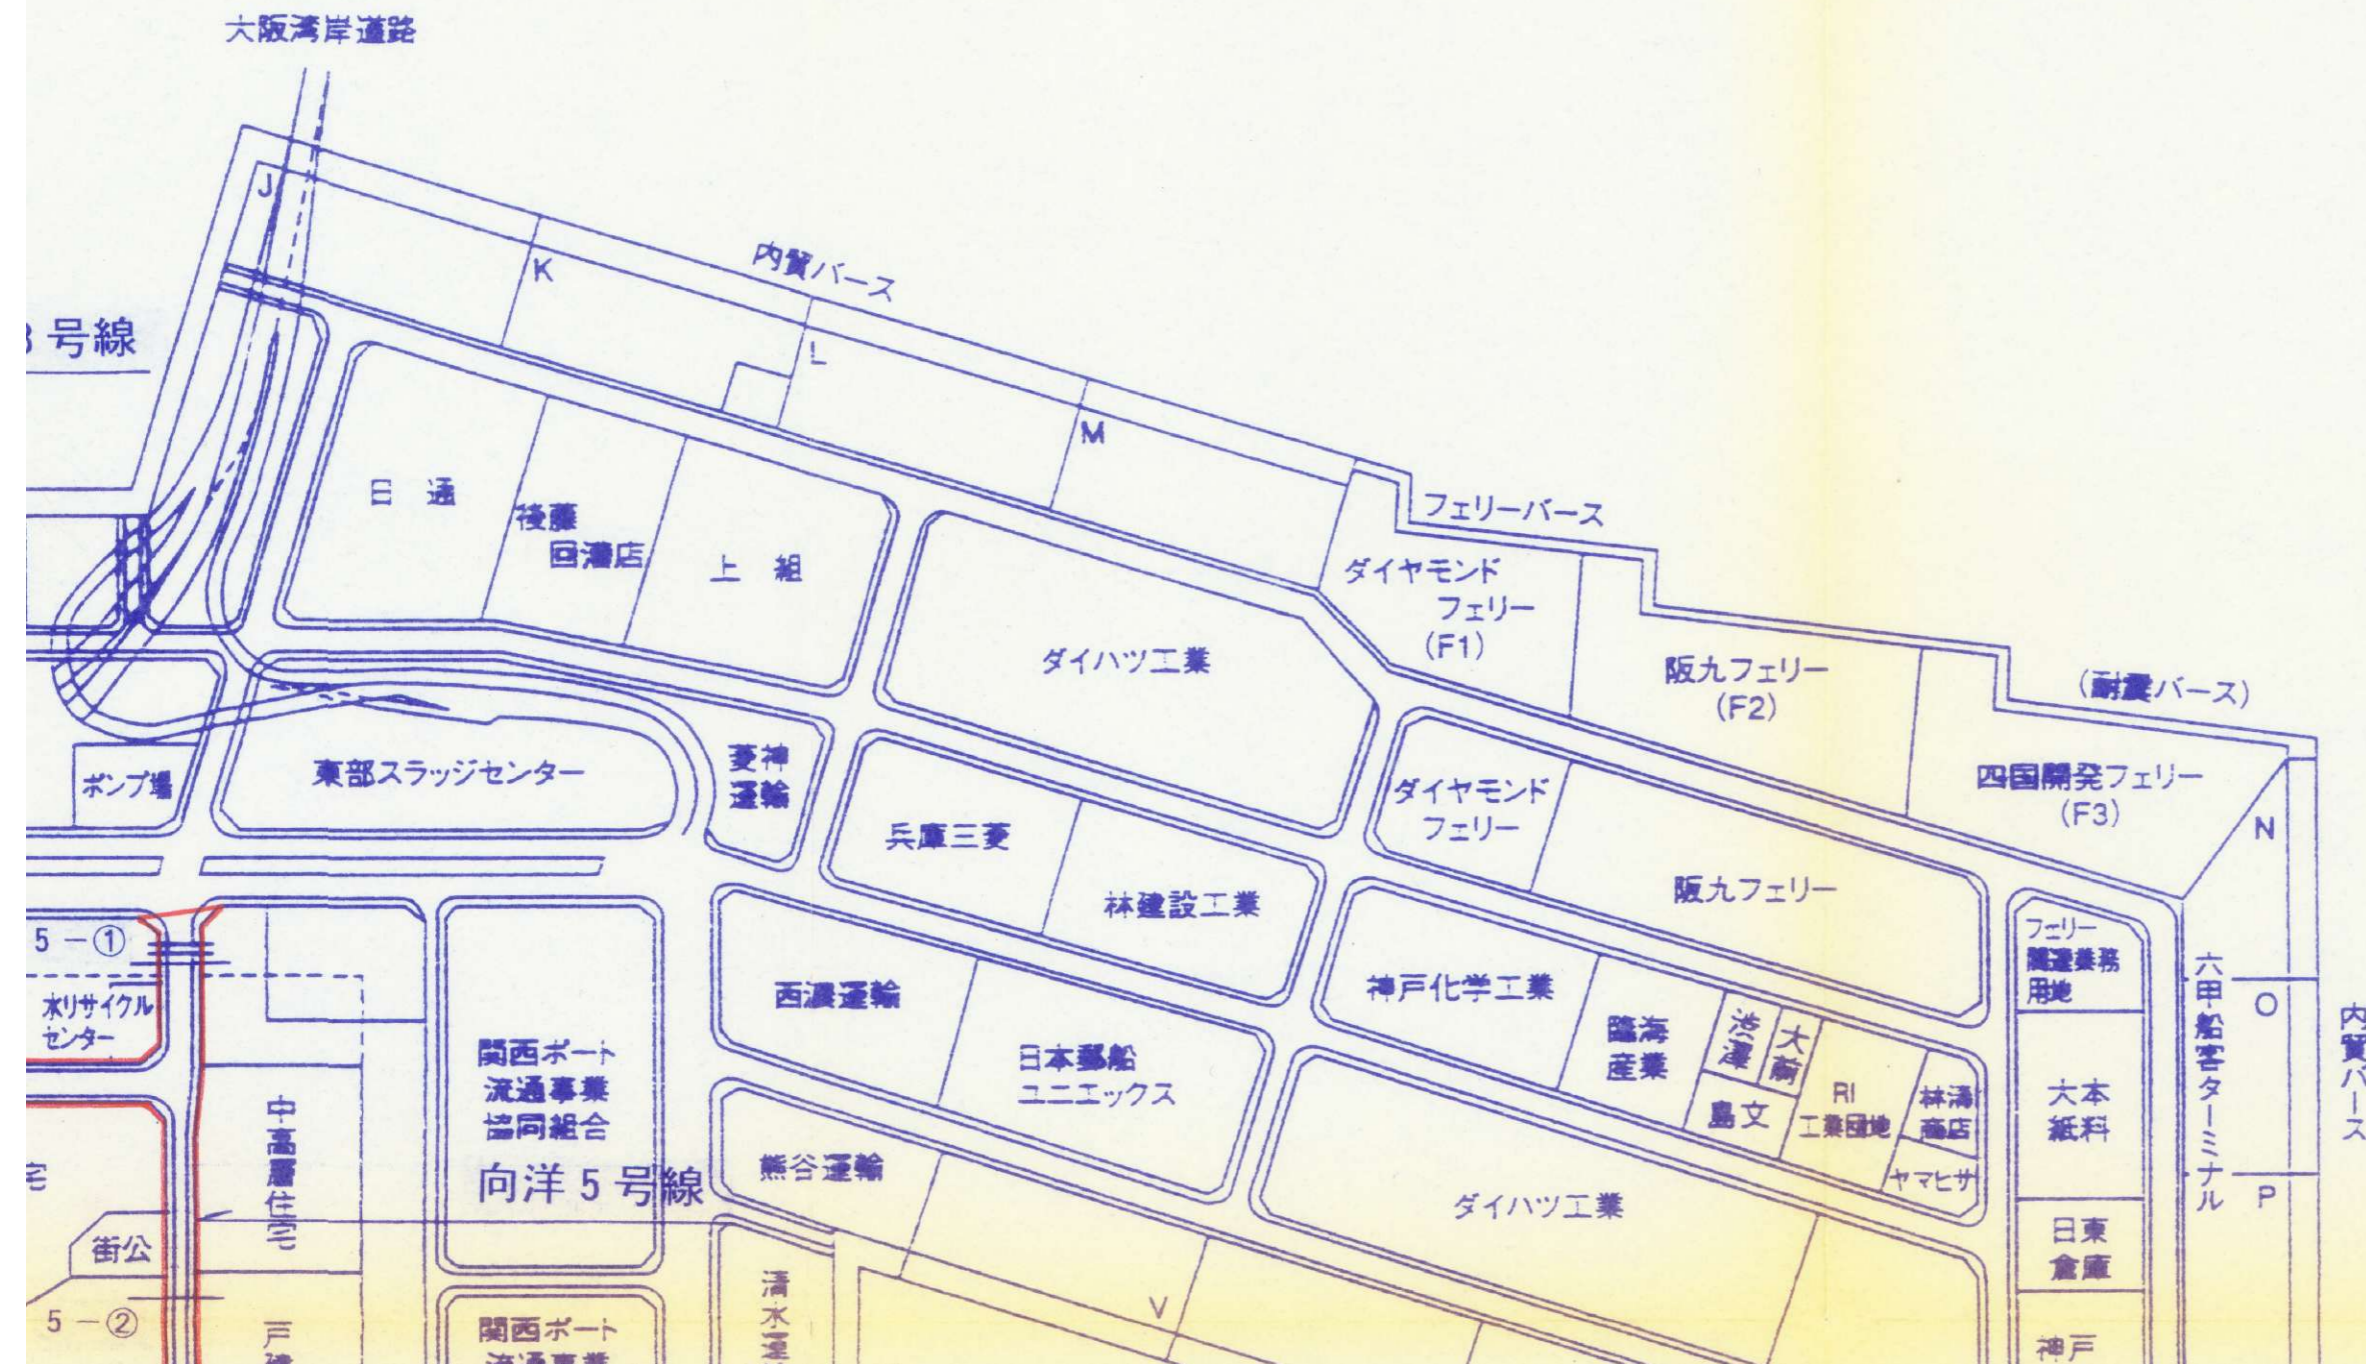 大阪湾岸道路
J
K
内貿バース
号線
L
M
日通
後藤
回漕店
上組
フェリーバース
ダイヤモンド
フェリー
(F1)
ダイハツ工業
阪九フェリー
(F2)
(耐震バース)
ポンプ場
東部スラッジセンター
菱神
運輸
兵庫三菱
ダイヤモンド
フェリー
四国開発フェリー
(F3)
N
林建設工業
阪九フェリー
5-①
水リサイクル
センター
西濃運輸
神戸化学工業
フェリー
関連業務
用地
六甲船客ターミナル
O
内貿バース
関西ポート
流通事業
協同組合
日本郵船
ユニエックス
臨海
産業
渋澤
大前
島文
RI
工業団地
林溝
商店
ヤマヒサ
大本
紙料
中高層住宅
熊谷運輸
向洋5号線
ダイハツ工業
P
宅
街公
日東
倉庫
5-②
清水
V
関西ポート
流通事業
戸建
神戸